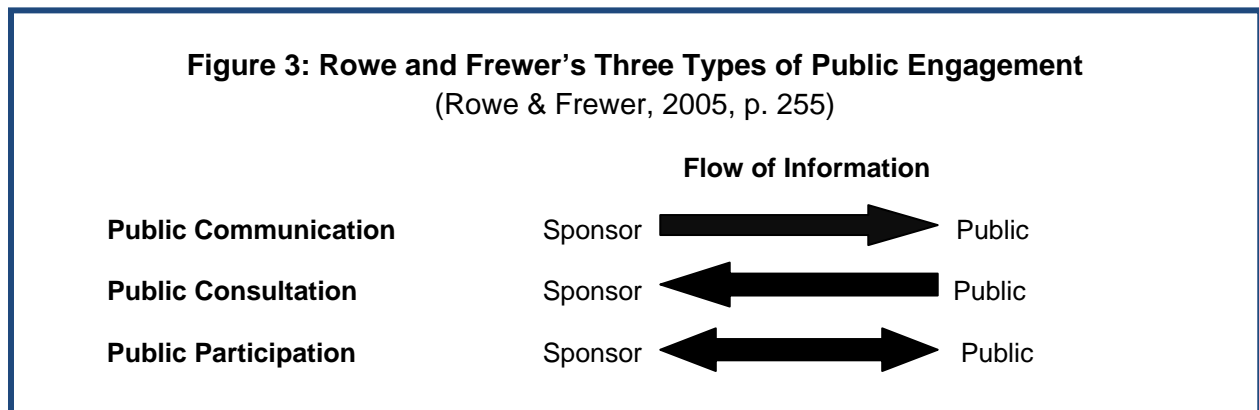 Figure 3: Rowe and Frewer's Three Types of Public Engagement
(Rowe & Frewer, 2005, p. 255)
Flow of Information
Public Communication Sponsor Public
Public Consultation Sponsor Public
Public Participation Sponsor Public